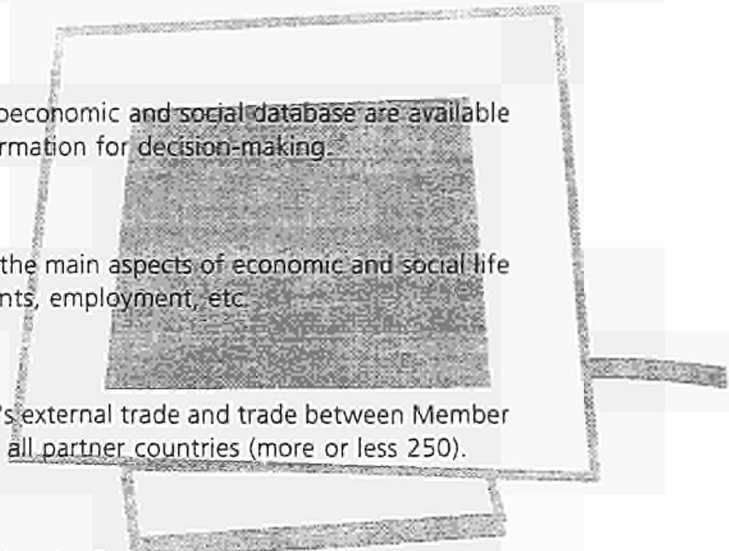 oeconomic and social database are available
rmation for decision-making.
the main aspects of economic and social life
nts, employment, etc.
's external trade and trade between Member
all partner countries (more or less 250).